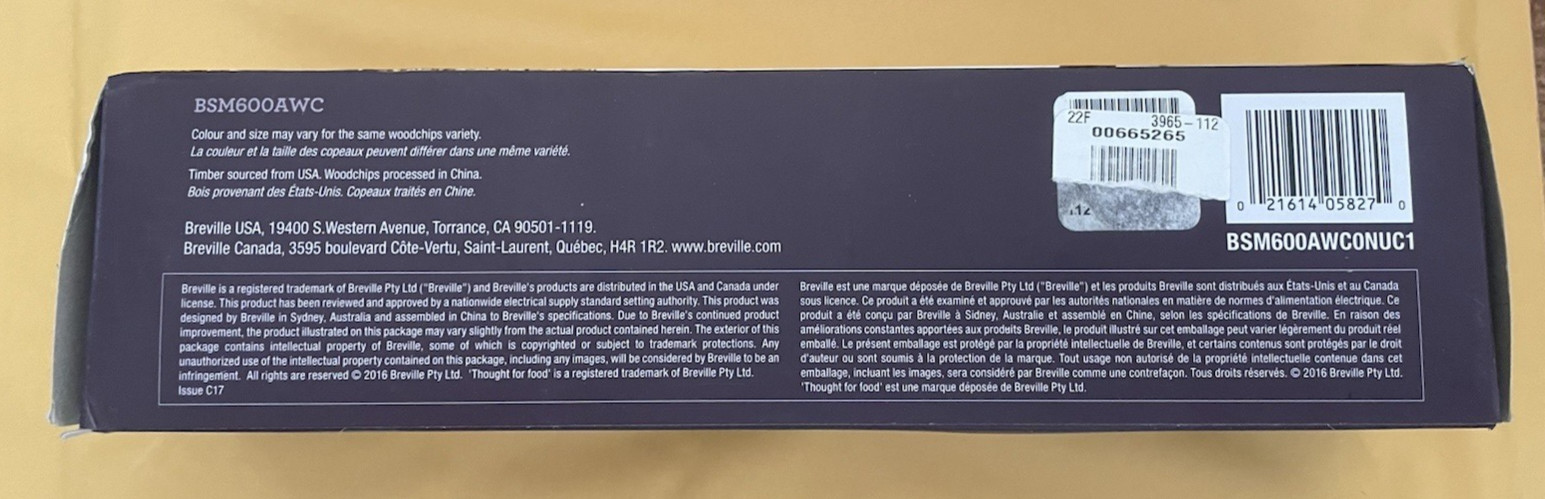 BSM600AWC
Colour and size may vary for the same woodchips variety.
La couleur et la taille des copeaux peuvent différer dans une même variété.
Timber sourced from USA. Woodchips processed in China.
Bois provenant des États-Unis. Copeaux traités en Chine.
Breville USA, 19400 S.Western Avenue, Torrance, CA 90501-1119.
Breville Canada, 3595 boulevard Côte-Vertu, Saint-Laurent, Québec, H4R 1R2. www.breville.com
22F 3965-112
00665265
.12
0 21614 05827 0
BSM600AWC0NUC1
Breville is a registered trademark of Breville Pty Ltd ("Breville") and Breville's products are distributed in the USA and Canada under
license. This product has been reviewed and approved by a nationwide electrical supply standard setting authority. This product was
designed by Breville in Sydney, Australia and assembled in China to Breville's specifications. Due to Breville's continued product
improvement, the product illustrated on this package may vary slightly from the actual product contained herein. The exterior of this
package contains intellectual property of Breville, some of which is copyrighted or subject to trademark protections. Any
unauthorized use of the intellectual property contained on this package, including any images, will be considered by Breville to be an
infringement. All rights are reserved © 2016 Breville Pty Ltd. 'Thought for food' is a registered trademark of Breville Pty Ltd.
Issue C17
Breville est une marque déposée de Breville Pty Ltd ("Breville") et les produits Breville sont distribués aux États-Unis et au Canada
sous licence. Ce produit a été examiné et approuvé par les autorités nationales en matière de normes d'alimentation électrique. Ce
produit a été conçu par Breville à Sidney, Australie et assemblé en Chine, selon les spécifications de Breville. En raison des
améliorations constantes apportées aux prodeits Breville, le produit illustré sur cet emballage peut varier légèrement du produit réel
emballé. Le présent emballage est protégé par la propriété intellectuelle de Breville, et certains contenus sont protégés par le droit
d'auteur ou sont soumis à la protection de la marque. Tout usage non autorisé de la propriété intellectuelle contenue dans cet
emballage, incluant les images, sera considéré par Breville comme une contrefaçon. Tous droits réservés. © 2016 Breville Pty Ltd.
'Thought for food' est une marque déposée de Breville Pty Ltd.